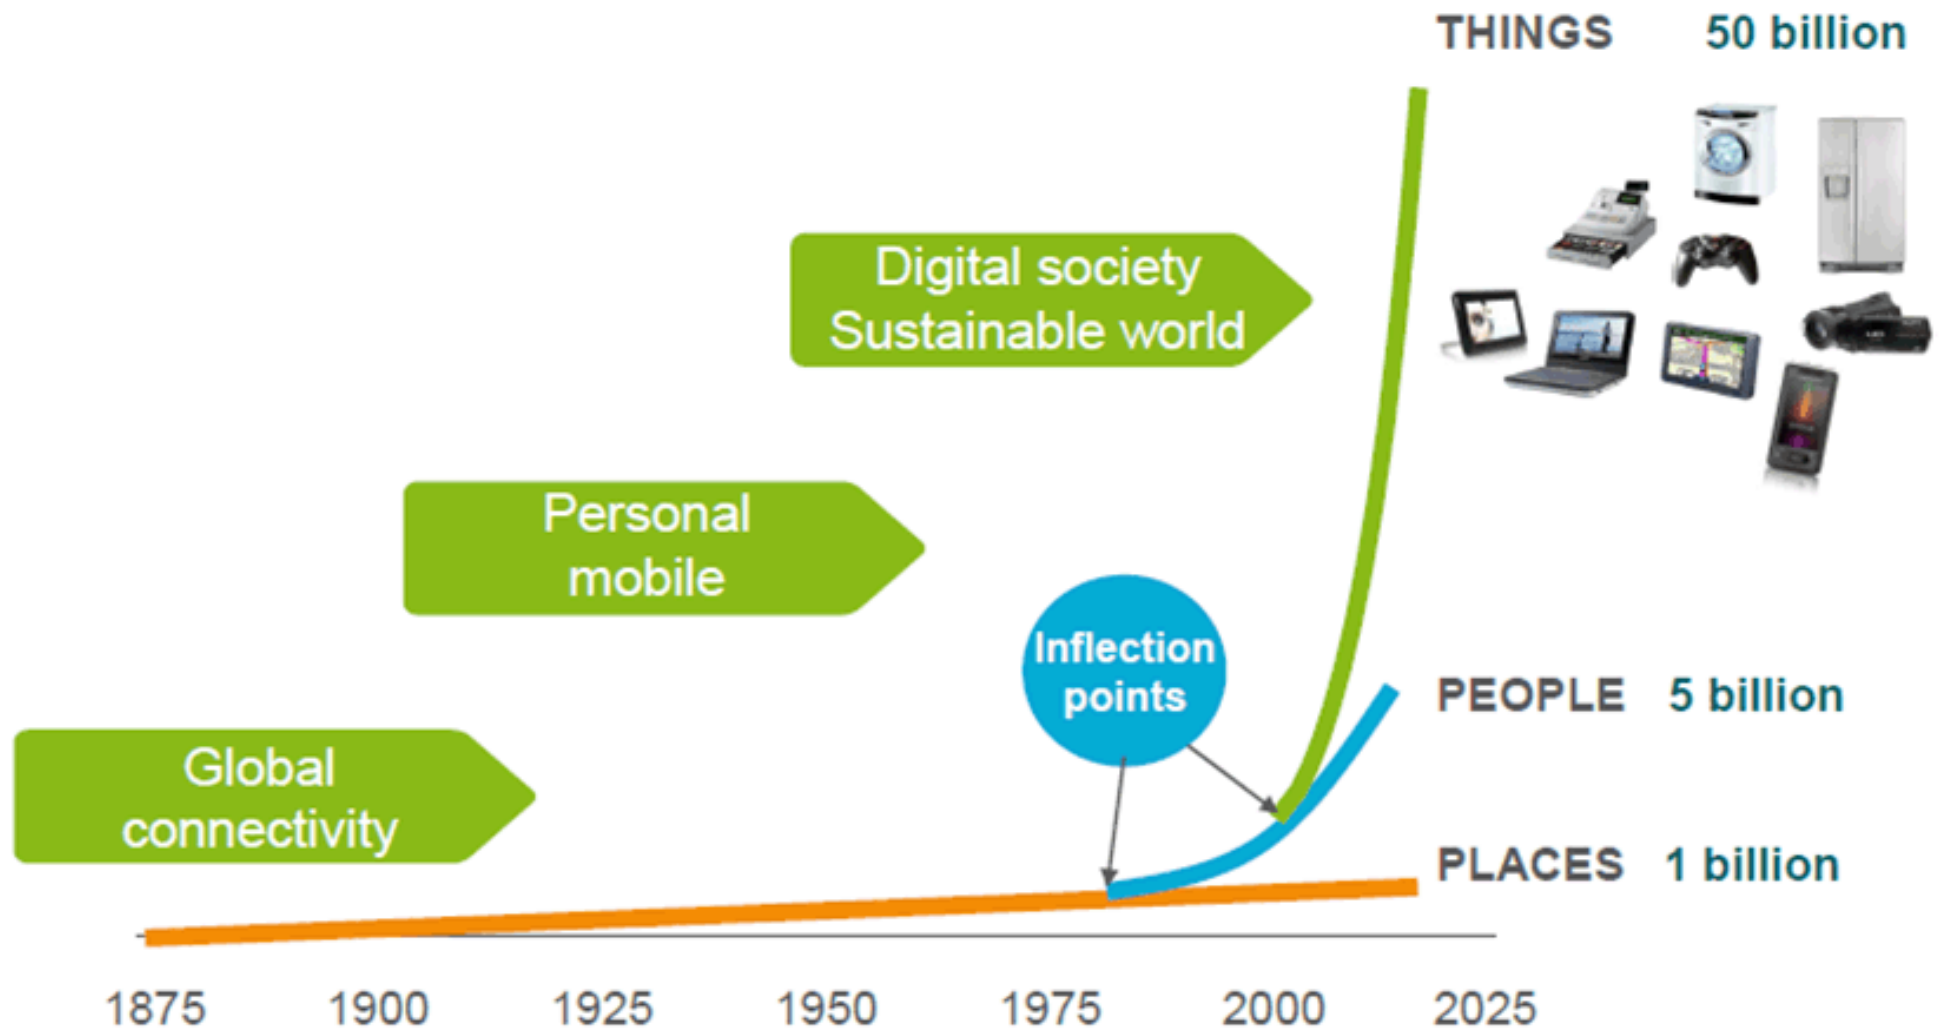 THINGS 50 billion
Digital society
Sustainable world
Personal
mobile
Inflection
points
PEOPLE 5 billion
Global
connectivity
PLACES 1 billion
1875 1900 1925 1950 1975 2000 2025